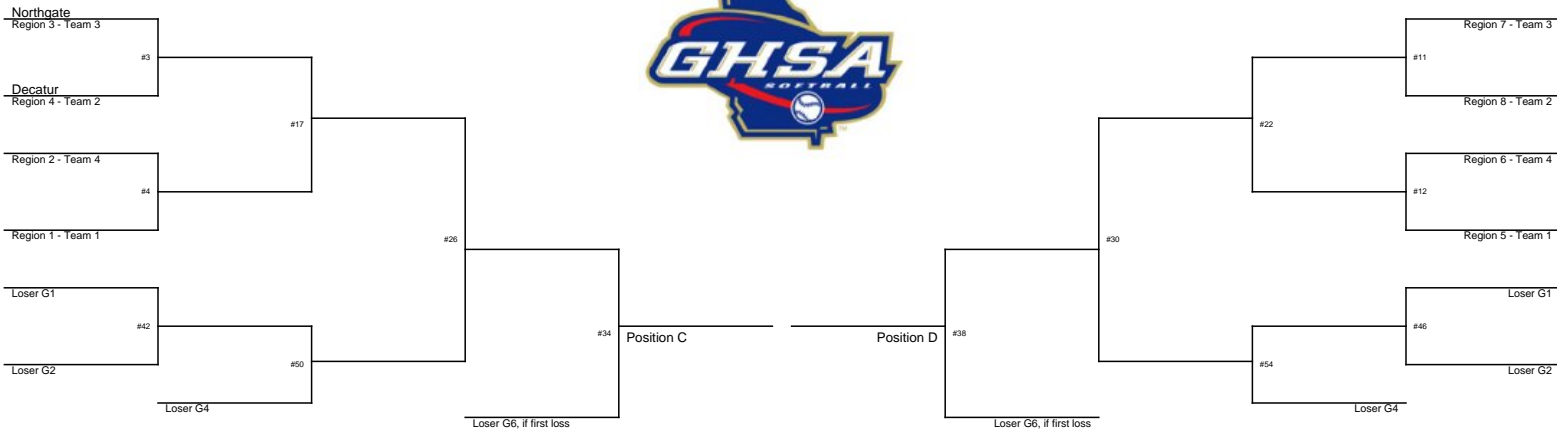 Northgate
Region 3 - Team 3
#3
Decatur
Region 4 - Team 2
#17
Region 2 - Team 4
#4
Region 1 - Team 1
#26
Loser G1
#42
Loser G2
#50
Loser G4
#34
Position C
Loser G6, if first loss
GHSA
SOFTBALL
TM
Region 7 - Team 3
#11
Region 8 - Team 2
#22
Region 6 - Team 4
#12
Region 5 - Team 1
#30
Loser G1
#46
Loser G2
#54
Loser G4
Position D
#38
Loser G6, if first loss